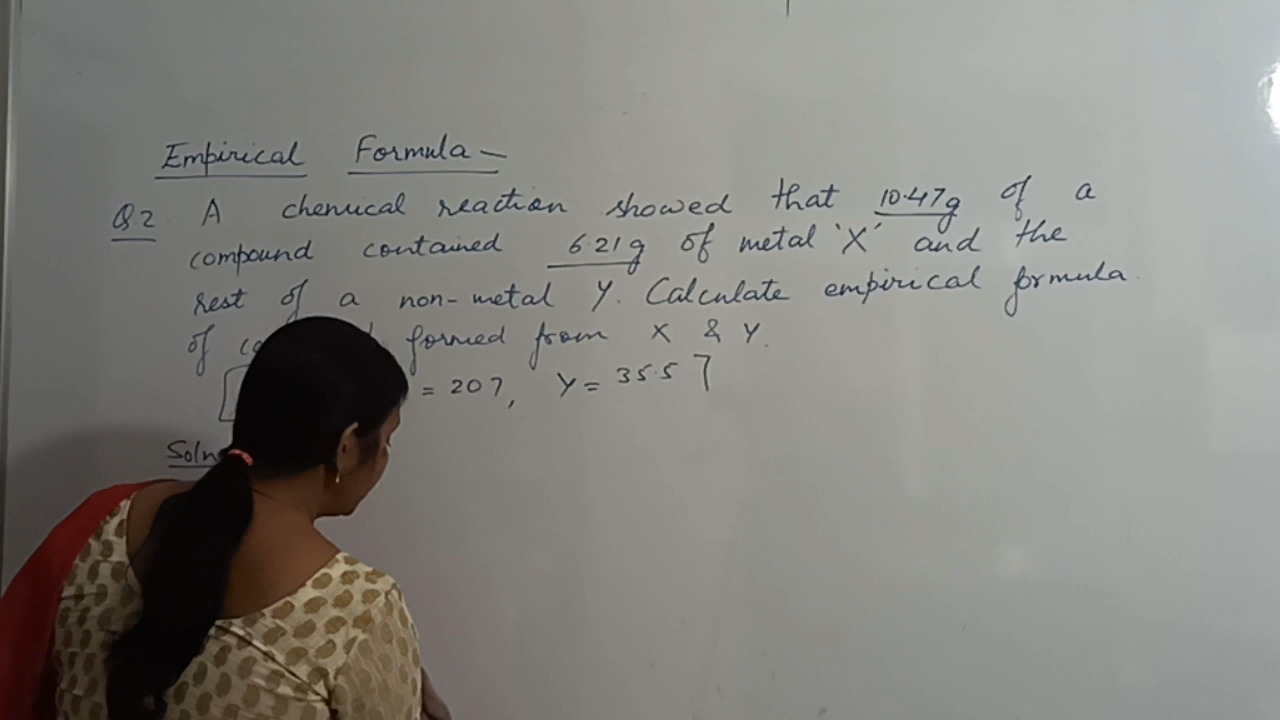 Empirical Formula -
Q2. A chemical reaction showed that 10.47g of a
compound contained 6.21g of metal 'X' and the
rest of a non-metal Y. Calculate empirical formula.
of formed from X & Y.
= 207, Y = 35.5]
Soln